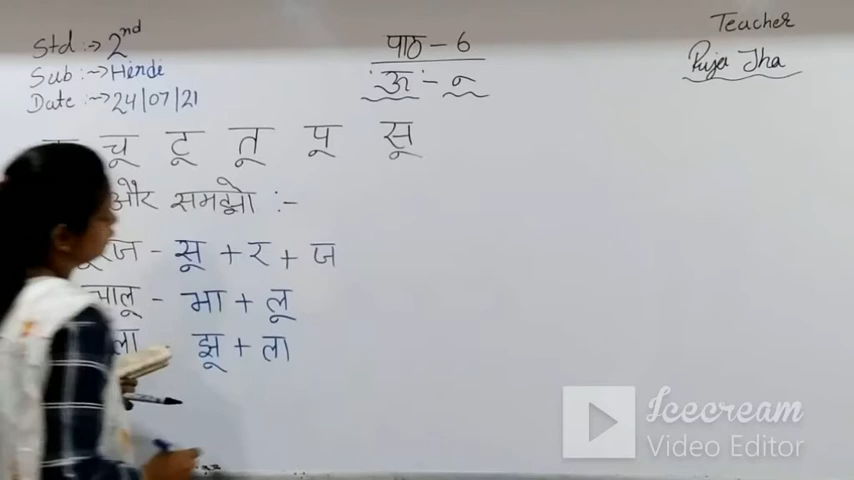 Std :-> 2nd
Sub :-> Hindi
Date :-> 24/07/21
पाठ - 6
ऊ - ू
Teacher
Puja Jha
चू टू तू पू सू
और समझो :-
सू + र + ज
चालू - मा + लू
झू + ला
Icecream
Video Editor